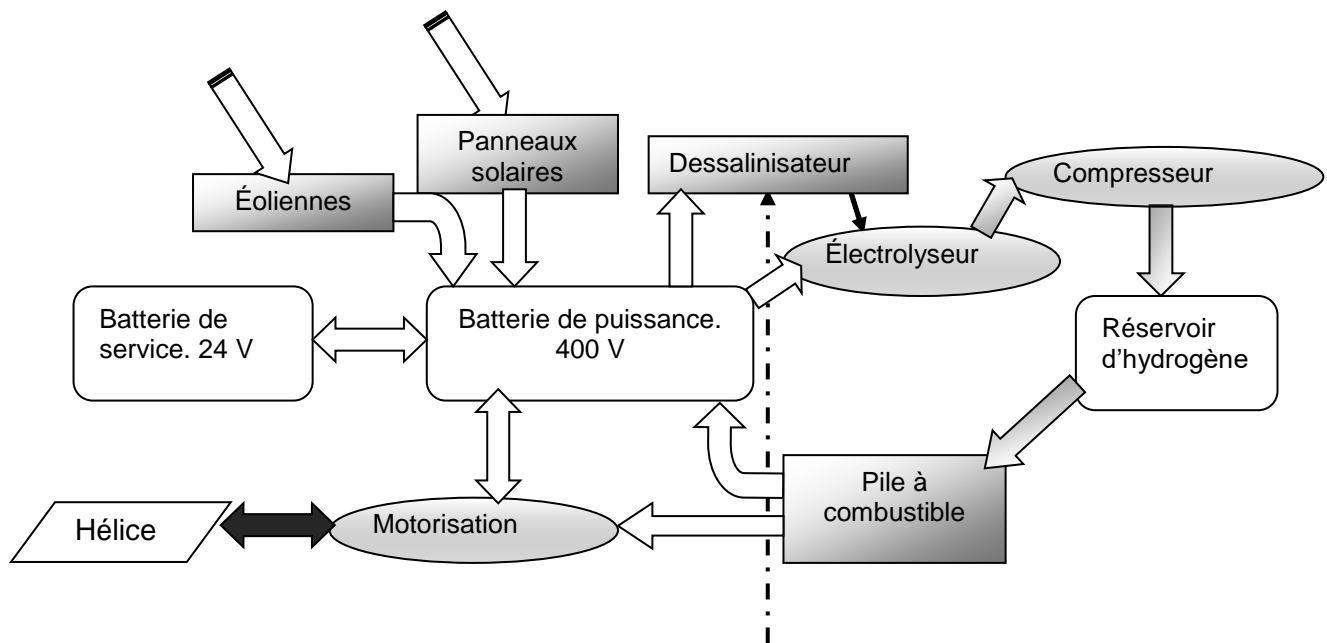 Panneaux
solaires
Éoliennes
Dessalinisateur
Compresseur
Électrolyseur
Batterie de
service. 24 V
Batterie de puissance.
400 V
Réservoir
d'hydrogène
Pile à
combustible
Hélice
Motorisation